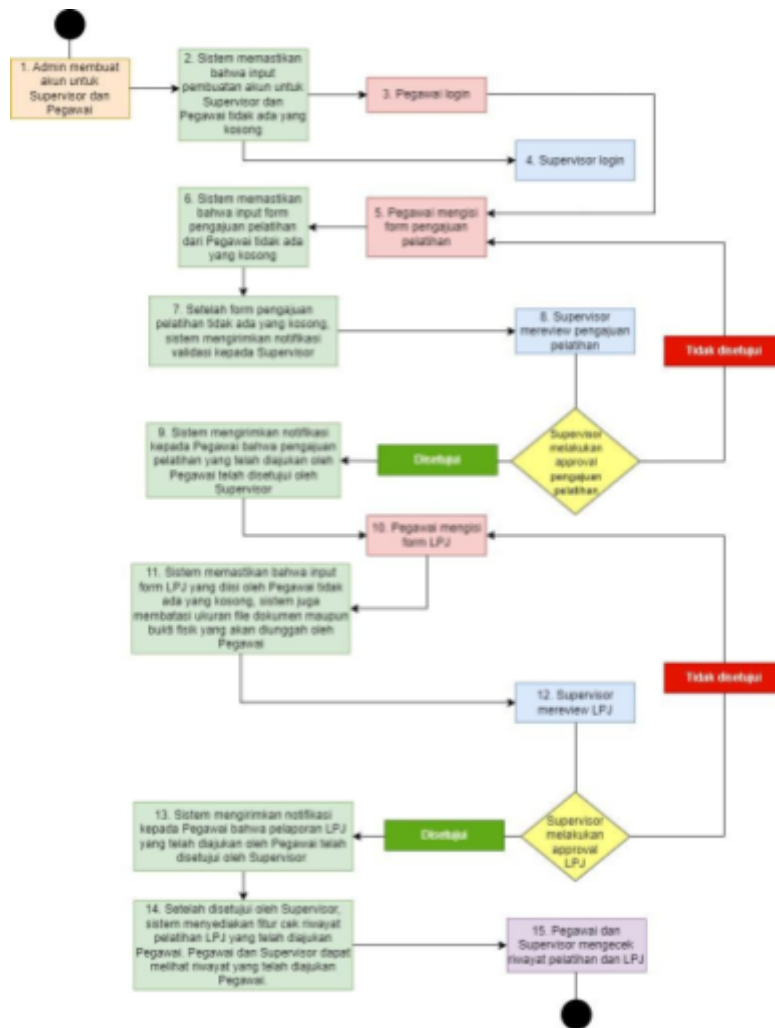 1. Admin membuat
akun untuk
Supervisor dan
Pegawai
2. Sistem memastikan
bahwa input
pembuatan akun untuk
Supervisor dan
Pegawai tidak ada yang
kosong
3. Pegawai login
4. Supervisor login
5. Pegawai mengisi
form pengajuan
pelatihan
6. Sistem memastikan
bahwa input form
pengajuan pelatihan
dari Pegawai tidak ada
yang kosong
7. Setelah form pengajuan
pelatihan tidak ada yang kosong,
sistem mengirimkan notifikasi
validasi kepada Supervisor
8. Supervisor
mereview pengajuan
pelatihan
Tidak disetujui
Supervisor
melakukan
approval
pengajuan
pelatihan
Disetujui
9. Sistem mengirimkan notifikasi
kepada Pegawai bahwa pengajuan
pelatihan yang telah diajukan oleh
Pegawai telah disetujui oleh
Supervisor
10. Pegawai mengisi
form LPJ
11. Sistem memastikan bahwa input
form LPJ yang diisi oleh Pegawai tidak
ada yang kosong, sistem juga
membatasi ukuran file dokumen maupun
bukti fisik yang akan diunggah oleh
Pegawai
Tidak disetujui
12. Supervisor
mereview LPJ
Supervisor
melakukan
approval
LPJ
Disetujui
13. Sistem mengirimkan notifikasi
kepada Pegawai bahwa pelaporan LPJ
yang telah diajukan oleh Pegawai telah
disetujui oleh Supervisor
14. Setelah disetujui oleh Supervisor,
sistem menyediakan fitur cek riwayat
pelatihan LPJ yang telah diajukan
Pegawai. Pegawai dan Supervisor dapat
melihat riwayat yang telah diajukan
Pegawai.
15. Pegawai dan
Supervisor mengecek
riwayat pelatihan dan LPJ